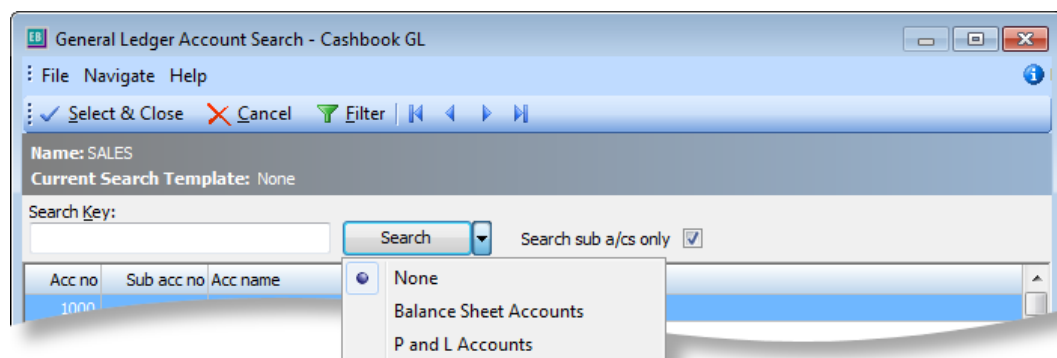 EB General Ledger Account Search - Cashbook GL
File Navigate Help
Select & Close Cancel Filter
Name: SALES
Current Search Template: None
Search Key:
Search Search sub a/cs only
Acc no Sub acc no Acc name
None
1000
Balance Sheet Accounts
P and L Accounts